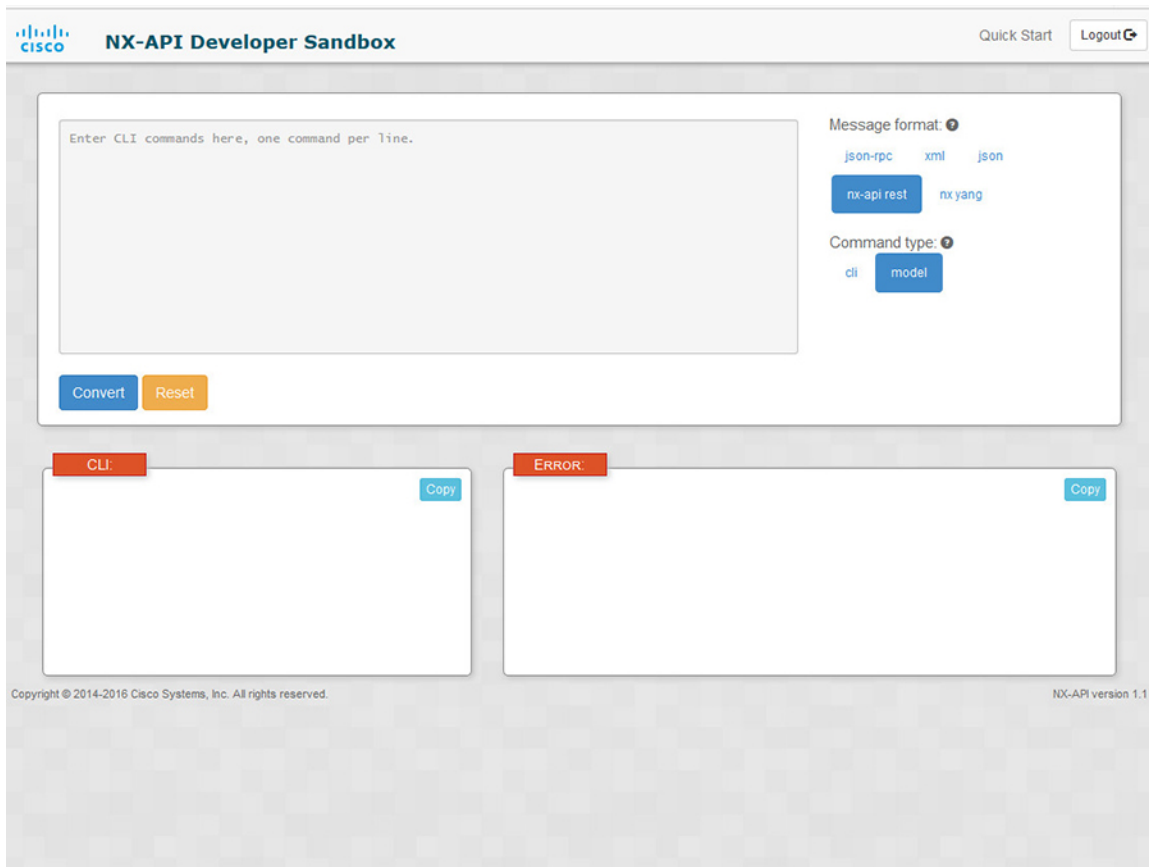 CISCO
NX-API Developer Sandbox
Quick Start
Logout
Enter CLI commands here, one command per line.
Message format:
json-rpc xml json
nx-api rest nx yang
Command type:
cli model
Convert Reset
CLI:
Copy
ERROR:
Copy
Copyright © 2014-2016 Cisco Systems, Inc. All rights reserved.
NX-API version 1.1